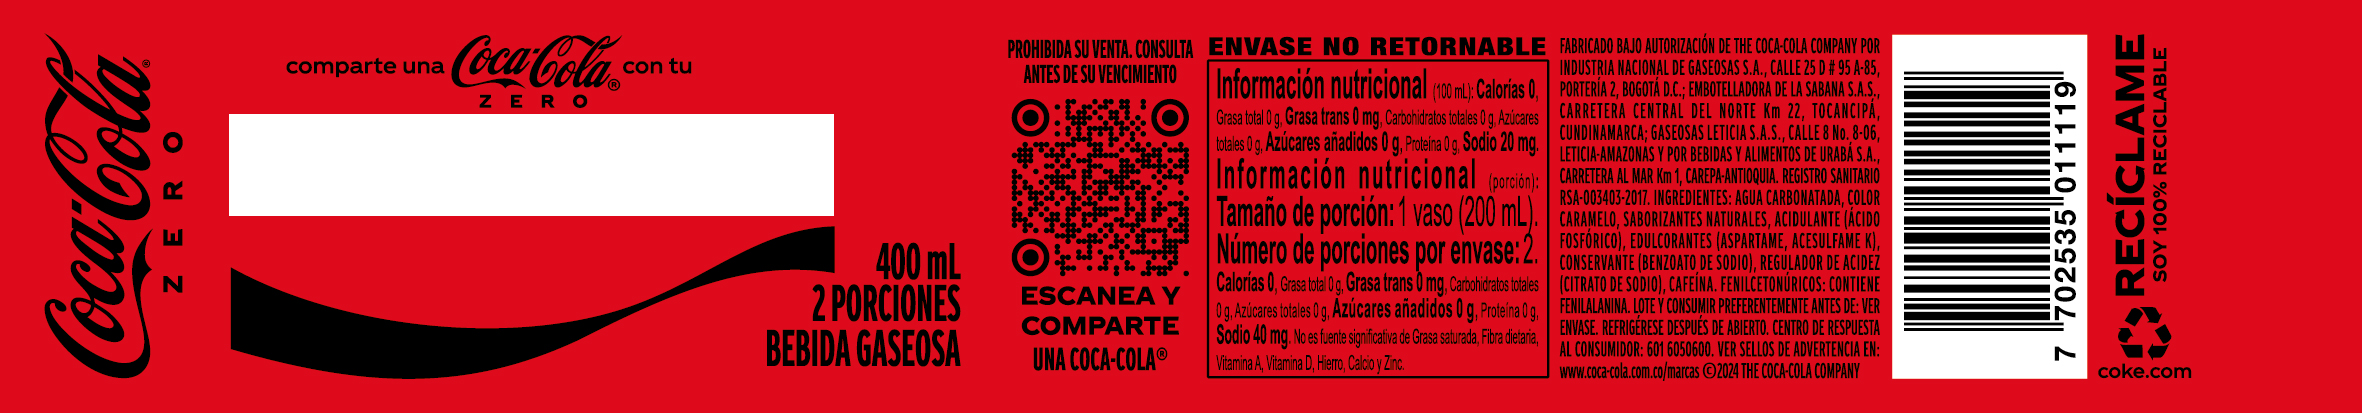 Coca-Cola®
ZERO
comparte una Coca-Cola® con tu
ZERO
400 mL
2 PORCIONES
BEBIDA GASEOSA
PROHIBIDA SU VENTA. CONSULTA
ANTES DE SU VENCIMIENTO
ESCANEA Y
COMPARTE
UNA COCA-COLA®
ENVASE NO RETORNABLE
Información nutricional (100 mL): Calorías 0,
Grasa total 0 g, Grasa trans 0 mg, Carbohidratos totales 0 g, Azúcares
totales 0 g, Azúcares añadidos 0 g, Proteína 0 g, Sodio 20 mg.
Información nutricional (porción):
Tamaño de porción: 1 vaso (200 mL).
Número de porciones por envase: 2.
Calorías 0, Grasa total 0 g, Grasa trans 0 mg, Carbohidratos totales
0 g, Azúcares totales 0 g, Azúcares añadidos 0 g, Proteína 0 g,
Sodio 40 mg. No es fuente significativa de Grasa saturada, Fibra dietaria,
Vitamina A, Vitamina D, Hierro, Calcio y Zinc.
FABRICADO BAJO AUTORIZACIÓN DE THE COCA-COLA COMPANY POR
INDUSTRIA NACIONAL DE GASEOSAS S.A., CALLE 25 D # 95 A-85,
PORTERÍA 2, BOGOTÁ D.C.; EMBOTELLADORA DE LA SABANA S.A.S.,
CARRETERA CENTRAL DEL NORTE Km 22, TOCANCIPÁ,
CUNDINAMARCA; GASEOSAS LETICIA S.A.S., CALLE 8 No. 8-06,
LETICIA-AMAZONAS Y POR BEBIDAS Y ALIMENTOS DE URABÁ S.A.,
CARRETERA AL MAR Km 1, CAREPA-ANTIOQUIA. REGISTRO SANITARIO
RSA-003403-2017. INGREDIENTES: AGUA CARBONATADA, COLOR
CARAMELO, SABORIZANTES NATURALES, ACIDULANTE (ÁCIDO
FOSFÓRICO), EDULCORANTES (ASPARTAME, ACESULFAME K),
CONSERVANTE (BENZOATO DE SODIO), REGULADOR DE ACIDEZ
(CITRATO DE SODIO), CAFEÍNA. FENILCETONÚRICOS: CONTIENE
FENILALANINA. LOTE Y CONSUMIR PREFERENTEMENTE ANTES DE: VER
ENVASE. REFRIGÉRESE DESPUÉS DE ABIERTO. CENTRO DE RESPUESTA
AL CONSUMIDOR: 601 6050600. VER SELLOS DE ADVERTENCIA EN:
www.coca-cola.com.co/marcas ©2024 THE COCA-COLA COMPANY
7 702535 011119
RECÍCLAME
SOY 100% RECICLABLE
coke.com